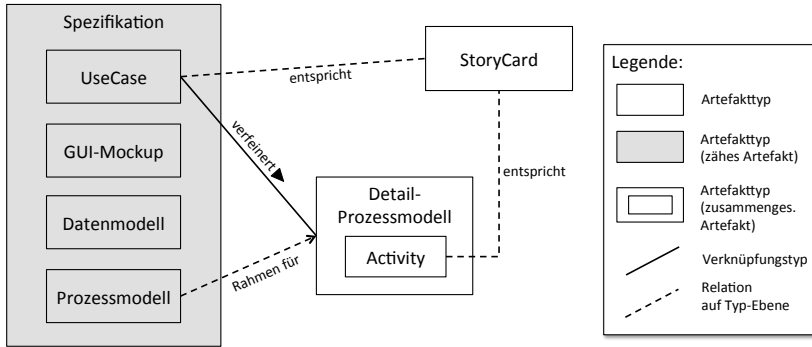 Spezifikation
UseCase
GUI-Mockup
Datenmodell
Prozessmodell
entspricht
StoryCard
verfeinert
entspricht
Rahmen für
Detail-
Prozessmodell
Activity
Legende:
Artefakttyp
Artefakttyp
(zähes Artefakt)
Artefakttyp
(zusammenges.
Artefakt)
Verknüpfungstyp
Relation
auf Typ-Ebene